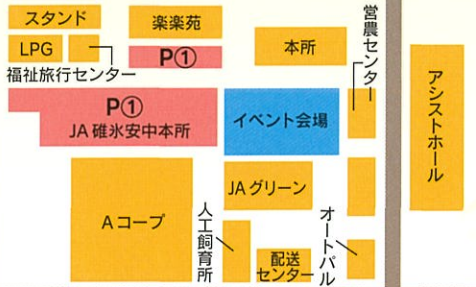 スタンド
楽楽苑
営農センター
LPG
P①
本所
福祉旅行センター
アシストホール
P①
JA碓氷安中本所
イベント会場
Aコープ
JAグリーン
人工飼育所
オートパル
配送
センター